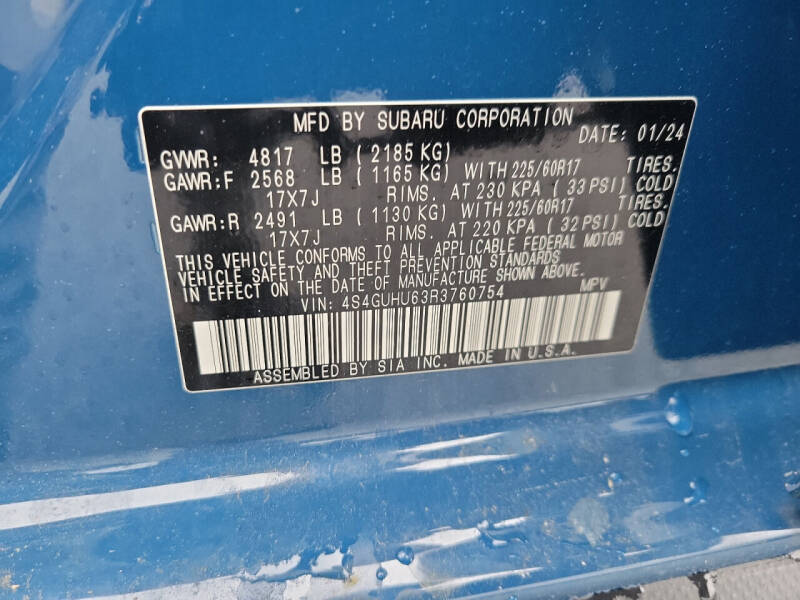 MFD BY SUBARU CORPORATION
DATE: 01/24
GVWR: 4817 LB ( 2185 KG)
GAWR:F 2568 LB ( 1165 KG) WITH 225/60R17 TIRES.
17X7J RIMS. AT 230 KPA ( 33 PSI) COLD
GAWR:R 2491 LB ( 1130 KG) WITH 225/60R17 TIRES.
17X7J RIMS. AT 220 KPA ( 32 PSI) COLD
THIS VEHICLE CONFORMS TO ALL APPLICABLE FEDERAL MOTOR
VEHICLE SAFETY AND THEFT PREVENTION STANDARDS
IN EFFECT ON THE DATE OF MANUFACTURE SHOWN ABOVE.
VIN: 4S4GUHU63R3760754 MPV
ASSEMBLED BY SIA INC. MADE IN U.S.A.